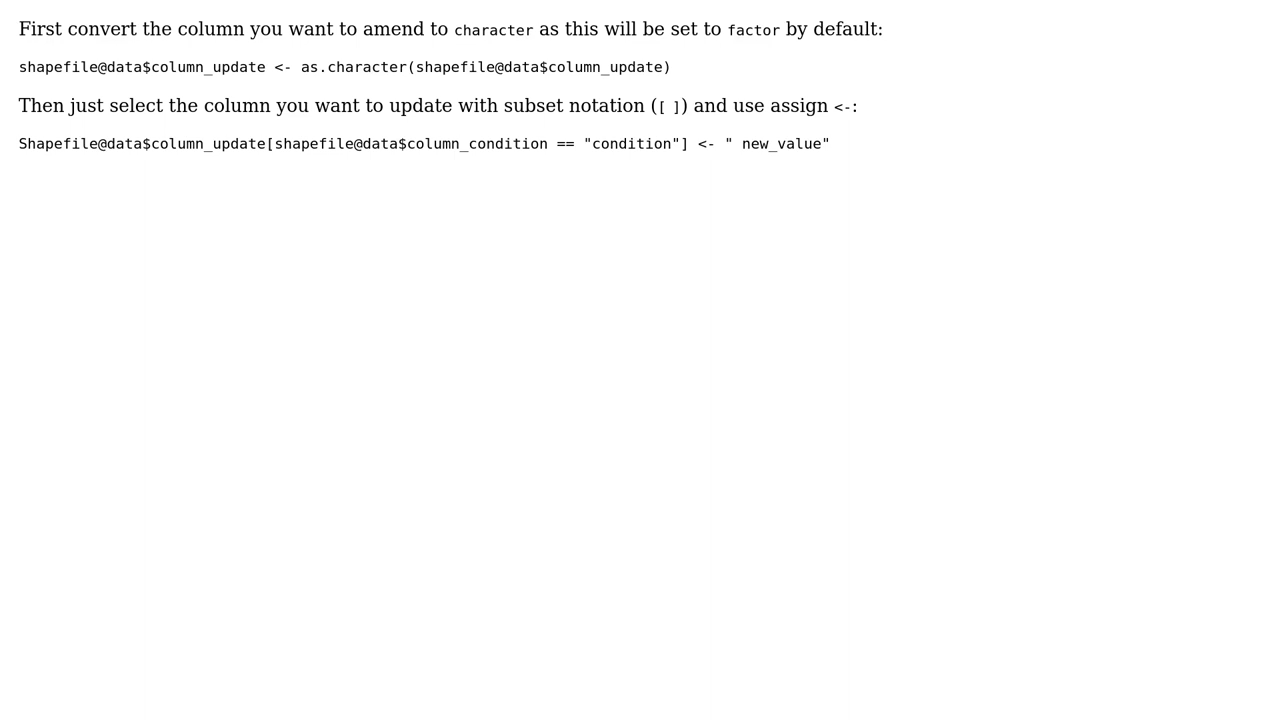 First convert the column you want to amend to character as this will be set to factor by default:
shapefile@data$column_update <- as.character(shapefile@data$column_update)
Then just select the column you want to update with subset notation ([ ]) and use assign <-:
Shapefile@data$column_update[shapefile@data$column_condition == "condition"] <- " new_value"